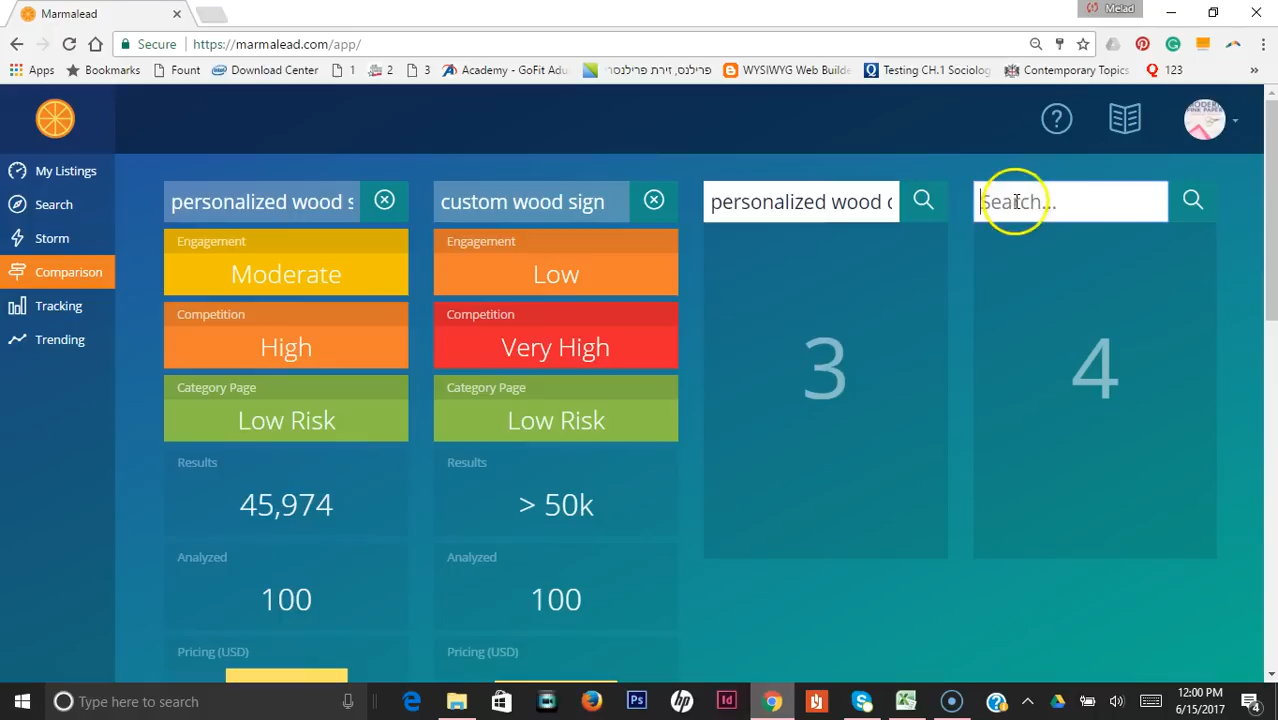 Marmalead
Melad
Secure
https://marmalead.com/app/
Apps
Bookmarks
Fount
Download Center
1
2
3
Academy - GoFit Adu
פרילנס, זירת פרילנסרי
WYSIWYG Web Builde
Testing CH.1 Sociolog
Contemporary Topics
123
My Listings
Search
Storm
Comparison
Tracking
Trending
personalized wood s
custom wood sign
personalized wood c
Search...
Engagement
Moderate
Engagement
Low
Competition
High
Competition
Very High
Category Page
Low Risk
Category Page
Low Risk
3
4
Results
45,974
Results
> 50k
Analyzed
100
Analyzed
100
Pricing (USD)
Pricing (USD)
Type here to search
12:00 PM
6/15/2017
4